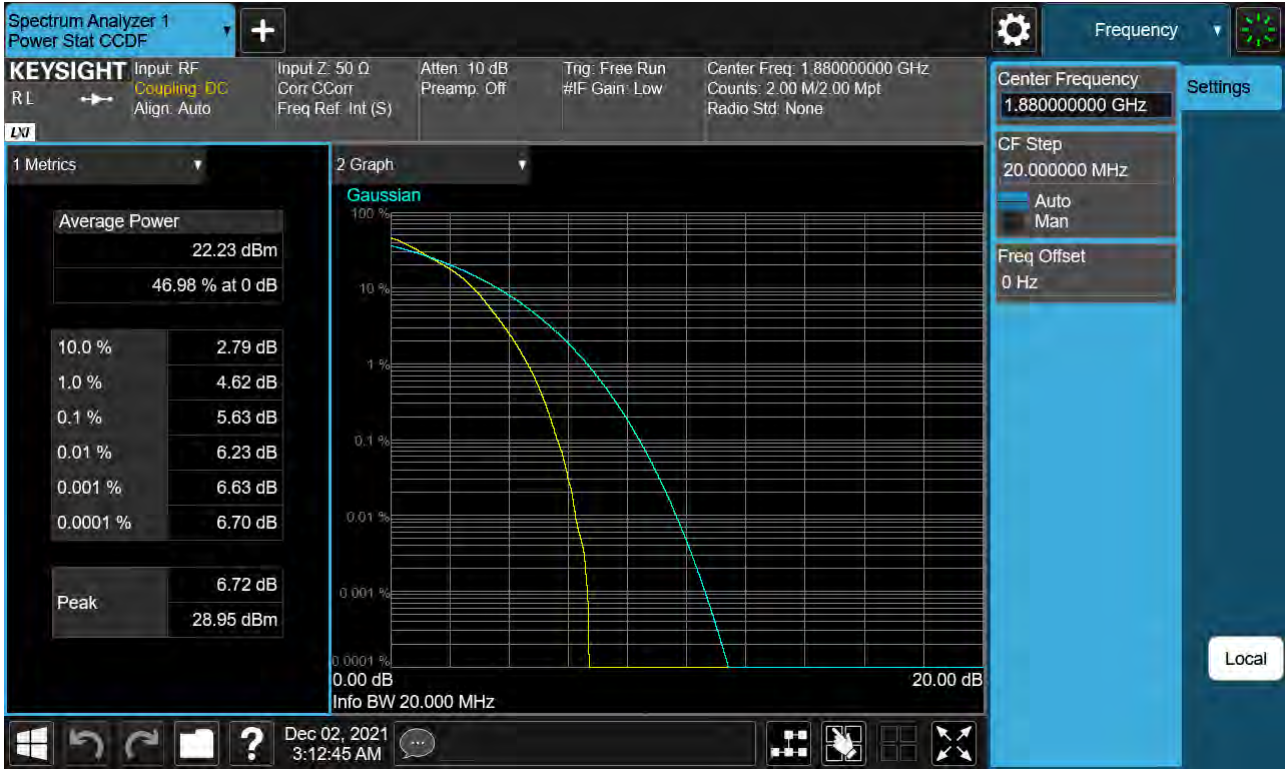 Spectrum Analyzer 1
Power Stat CCDF
Frequency
KEYSIGHT
R L
LXI
Input: RF
Coupling: DC
Align: Auto
Input Z: 50 Ω
Corr CCorr
Freq Ref: Int (S)
Atten: 10 dB
Preamp: Off
Trig: Free Run
#IF Gain: Low
Center Freq: 1.880000000 GHz
Counts: 2.00 M/2.00 Mpt
Radio Std: None
Center Frequency
1.880000000 GHz
Settings
CF Step
20.000000 MHz
Auto
Man
Freq Offset
0 Hz
Local
1 Metrics
Average Power
22.23 dBm
46.98 % at 0 dB
10.0 % 2.79 dB
1.0 % 4.62 dB
0.1 % 5.63 dB
0.01 % 6.23 dB
0.001 % 6.63 dB
0.0001 % 6.70 dB
Peak
6.72 dB
28.95 dBm
2 Graph
Gaussian
100 %
10 %
1 %
0.1 %
0.01 %
0.001 %
0.0001 %
0.00 dB 20.00 dB
Info BW 20.000 MHz
?
Dec 02, 2021
3:12:45 AM